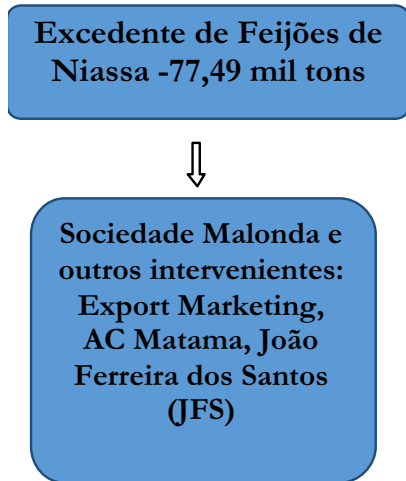 Excedente de Feijões de
Niassa -77,49 mil tons
Sociedade Malonda e
outros intervenientes:
Export Marketing,
AC Matama, João
Ferreira dos Santos
(JFS)